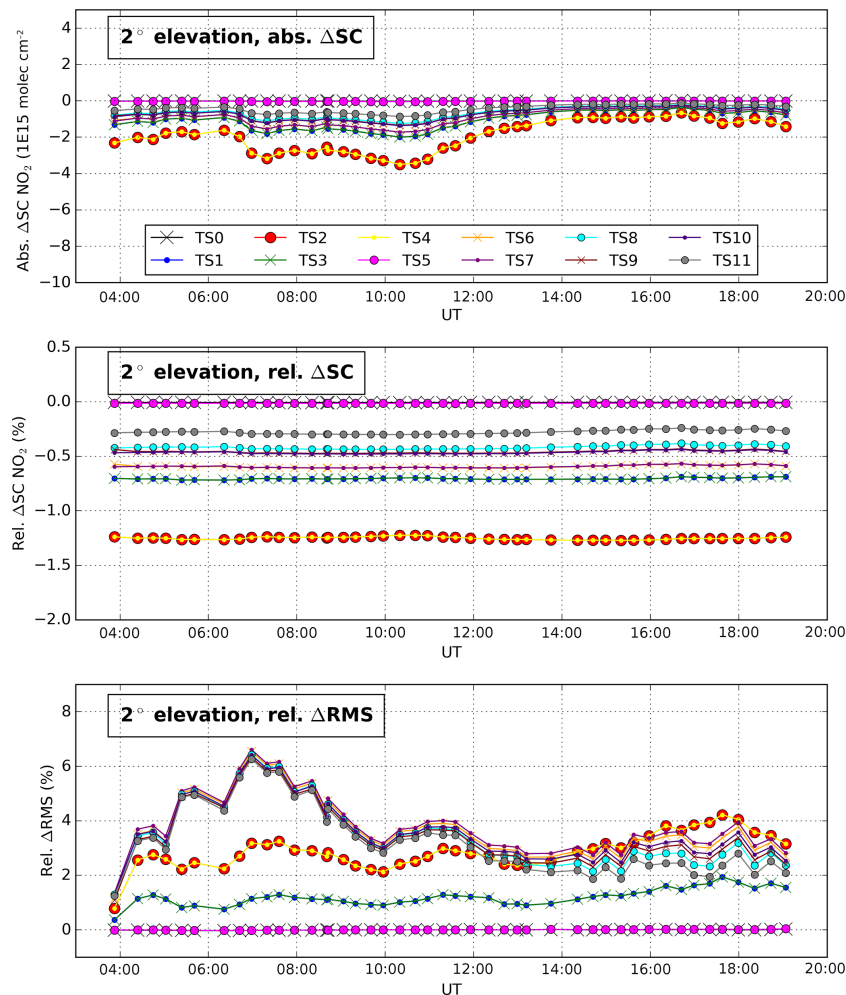 2° elevation, abs. ΔSC
Abs. ΔSC NO₂ (1E15 molec cm⁻²
4
2
0
−2
−4
−6
−8
−10
TS0 TS2 TS4 TS6 TS8 TS10
TS1 TS3 TS5 TS7 TS9 TS11
04:00 06:00 08:00 10:00 12:00 14:00 16:00 18:00 20:00
UT
2° elevation, rel. ΔSC
Rel. ΔSC NO₂ (%)
0.5
0.0
−0.5
−1.0
−1.5
−2.0
04:00 06:00 08:00 10:00 12:00 14:00 16:00 18:00 20:00
UT
2° elevation, rel. ΔRMS
Rel. ΔRMS (%)
8
6
4
2
0
04:00 06:00 08:00 10:00 12:00 14:00 16:00 18:00 20:00
UT